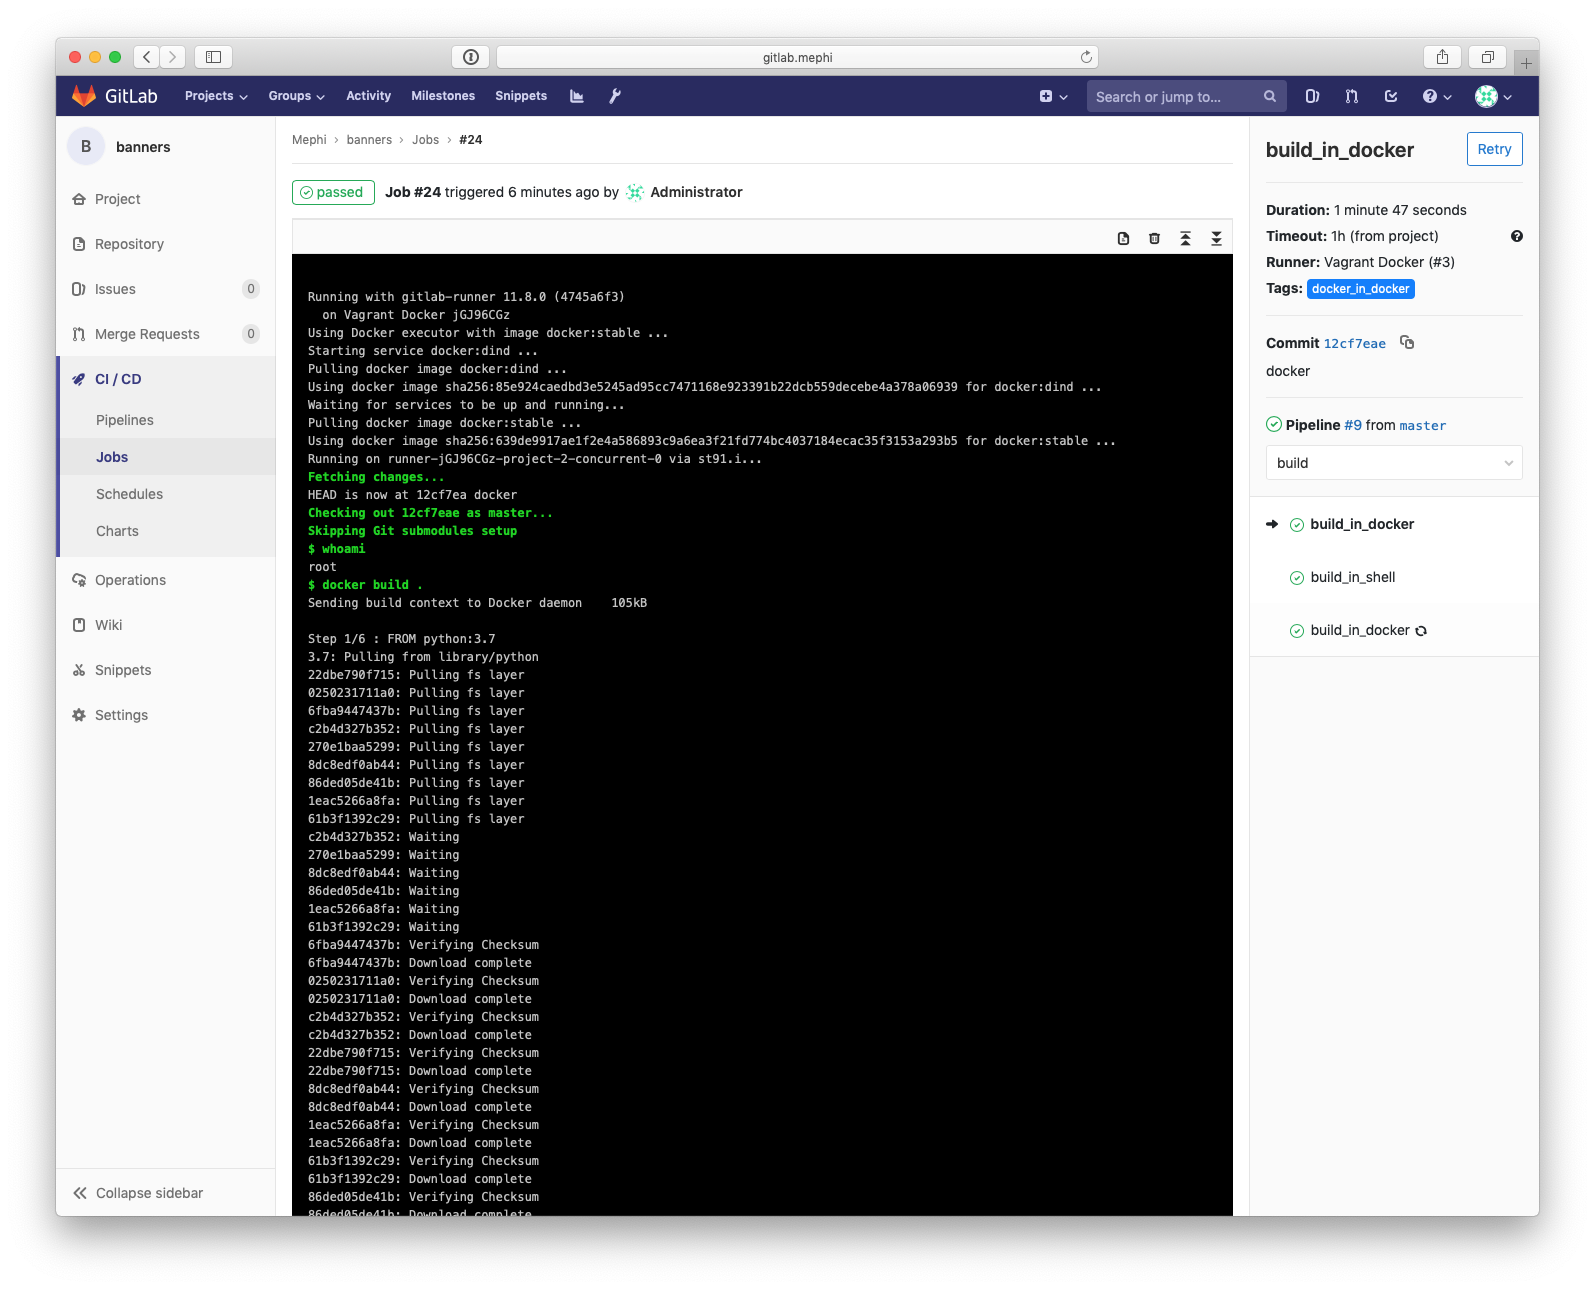 gitlab.mephi
GitLab Projects Groups Activity Milestones Snippets Search or jump to...
B banners
Project
Repository
Issues 0
Merge Requests 0
CI / CD
Pipelines
Jobs
Schedules
Charts
Operations
Wiki
Snippets
Settings
Collapse sidebar
Mephi › banners › Jobs › #24
passed Job #24 triggered 6 minutes ago by Administrator
Running with gitlab-runner 11.8.0 (4745a6f3)
on Vagrant Docker jGJ96CGz
Using Docker executor with image docker:stable ...
Starting service docker:dind ...
Pulling docker image docker:dind ...
Using docker image sha256:85e924caedbd3e5245ad95cc7471168e923391b22dcb559decebe4a378a06939 for docker:dind ...
Waiting for services to be up and running...
Pulling docker image docker:stable ...
Using docker image sha256:639de9917ae1f2e4a586893c9a6ea3f21fd774bc4037184ecac35f3153a293b5 for docker:stable ...
Running on runner-jGJ96CGz-project-2-concurrent-0 via st91.i...
Fetching changes...
HEAD is now at 12cf7ea docker
Checking out 12cf7eae as master...
Skipping Git submodules setup
$ whoami
root
$ docker build .
Sending build context to Docker daemon 105kB
Step 1/6 : FROM python:3.7
3.7: Pulling from library/python
22dbe790f715: Pulling fs layer
0250231711a0: Pulling fs layer
6fba9447437b: Pulling fs layer
c2b4d327b352: Pulling fs layer
270e1baa5299: Pulling fs layer
8dc8edf0ab44: Pulling fs layer
86ded05de41b: Pulling fs layer
1eac5266a8fa: Pulling fs layer
61b3f1392c29: Pulling fs layer
c2b4d327b352: Waiting
270e1baa5299: Waiting
8dc8edf0ab44: Waiting
86ded05de41b: Waiting
1eac5266a8fa: Waiting
61b3f1392c29: Waiting
6fba9447437b: Verifying Checksum
6fba9447437b: Download complete
0250231711a0: Verifying Checksum
0250231711a0: Download complete
c2b4d327b352: Verifying Checksum
c2b4d327b352: Download complete
22dbe790f715: Verifying Checksum
22dbe790f715: Download complete
8dc8edf0ab44: Verifying Checksum
8dc8edf0ab44: Download complete
1eac5266a8fa: Verifying Checksum
1eac5266a8fa: Download complete
61b3f1392c29: Verifying Checksum
61b3f1392c29: Download complete
86ded05de41b: Verifying Checksum
86ded05de41b: Download complete
build_in_docker Retry
Duration: 1 minute 47 seconds
Timeout: 1h (from project)
Runner: Vagrant Docker (#3)
Tags: docker_in_docker
Commit 12cf7eae
docker
Pipeline #9 from master
build
build_in_docker
build_in_shell
build_in_docker